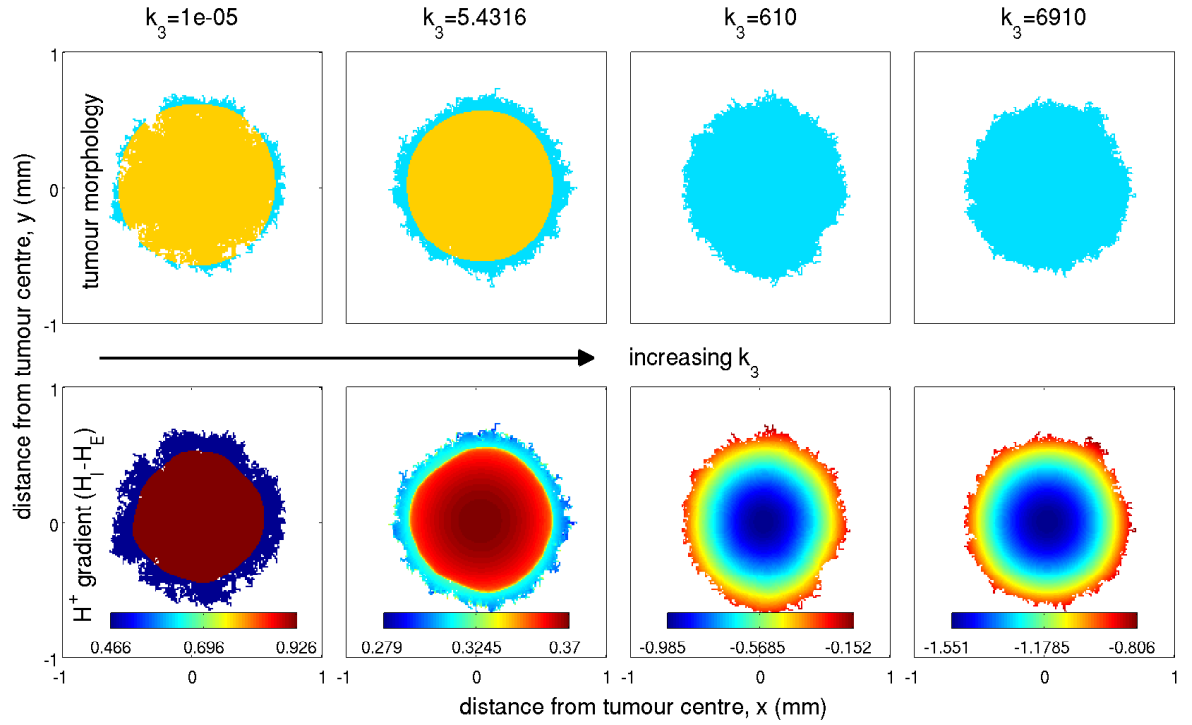 k3=1e-05 k3=5.4316 k3=610 k3=6910
distance from tumour centre, y (mm)
1
0
-1
tumour morphology
increasing k3
1
0
-1
H+ gradient (HI-HE)
0.466 0.696 0.926
0.279 0.3245 0.37
-0.985 -0.5685 -0.152
-1.551 -1.1785 -0.806
-1 0 1 -1 0 1 -1 0 1 -1 0 1
distance from tumour centre, x (mm)